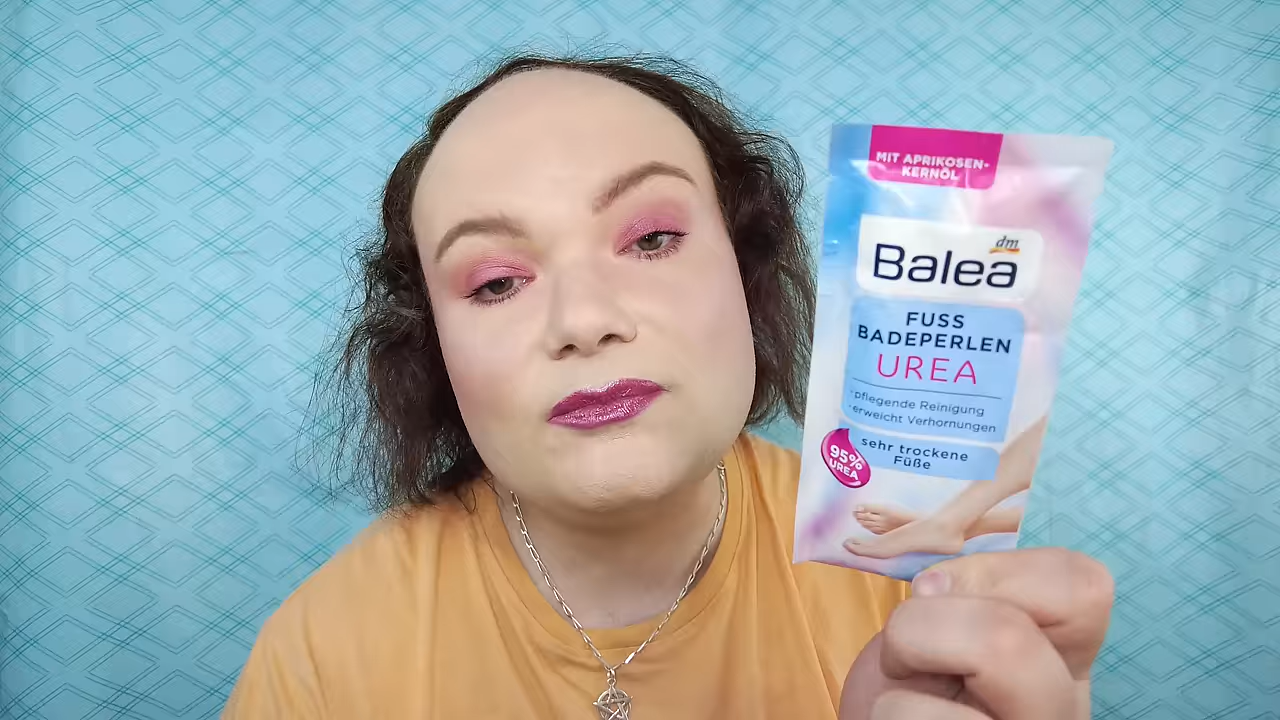 MIT APRIKOSEN-
KERNÖL
dm
Balea
FUSS
BADEPERLEN
UREA
•pflegende Reinigung
•erweicht Verhornungen
sehr trockene
Füße
95%
UREA